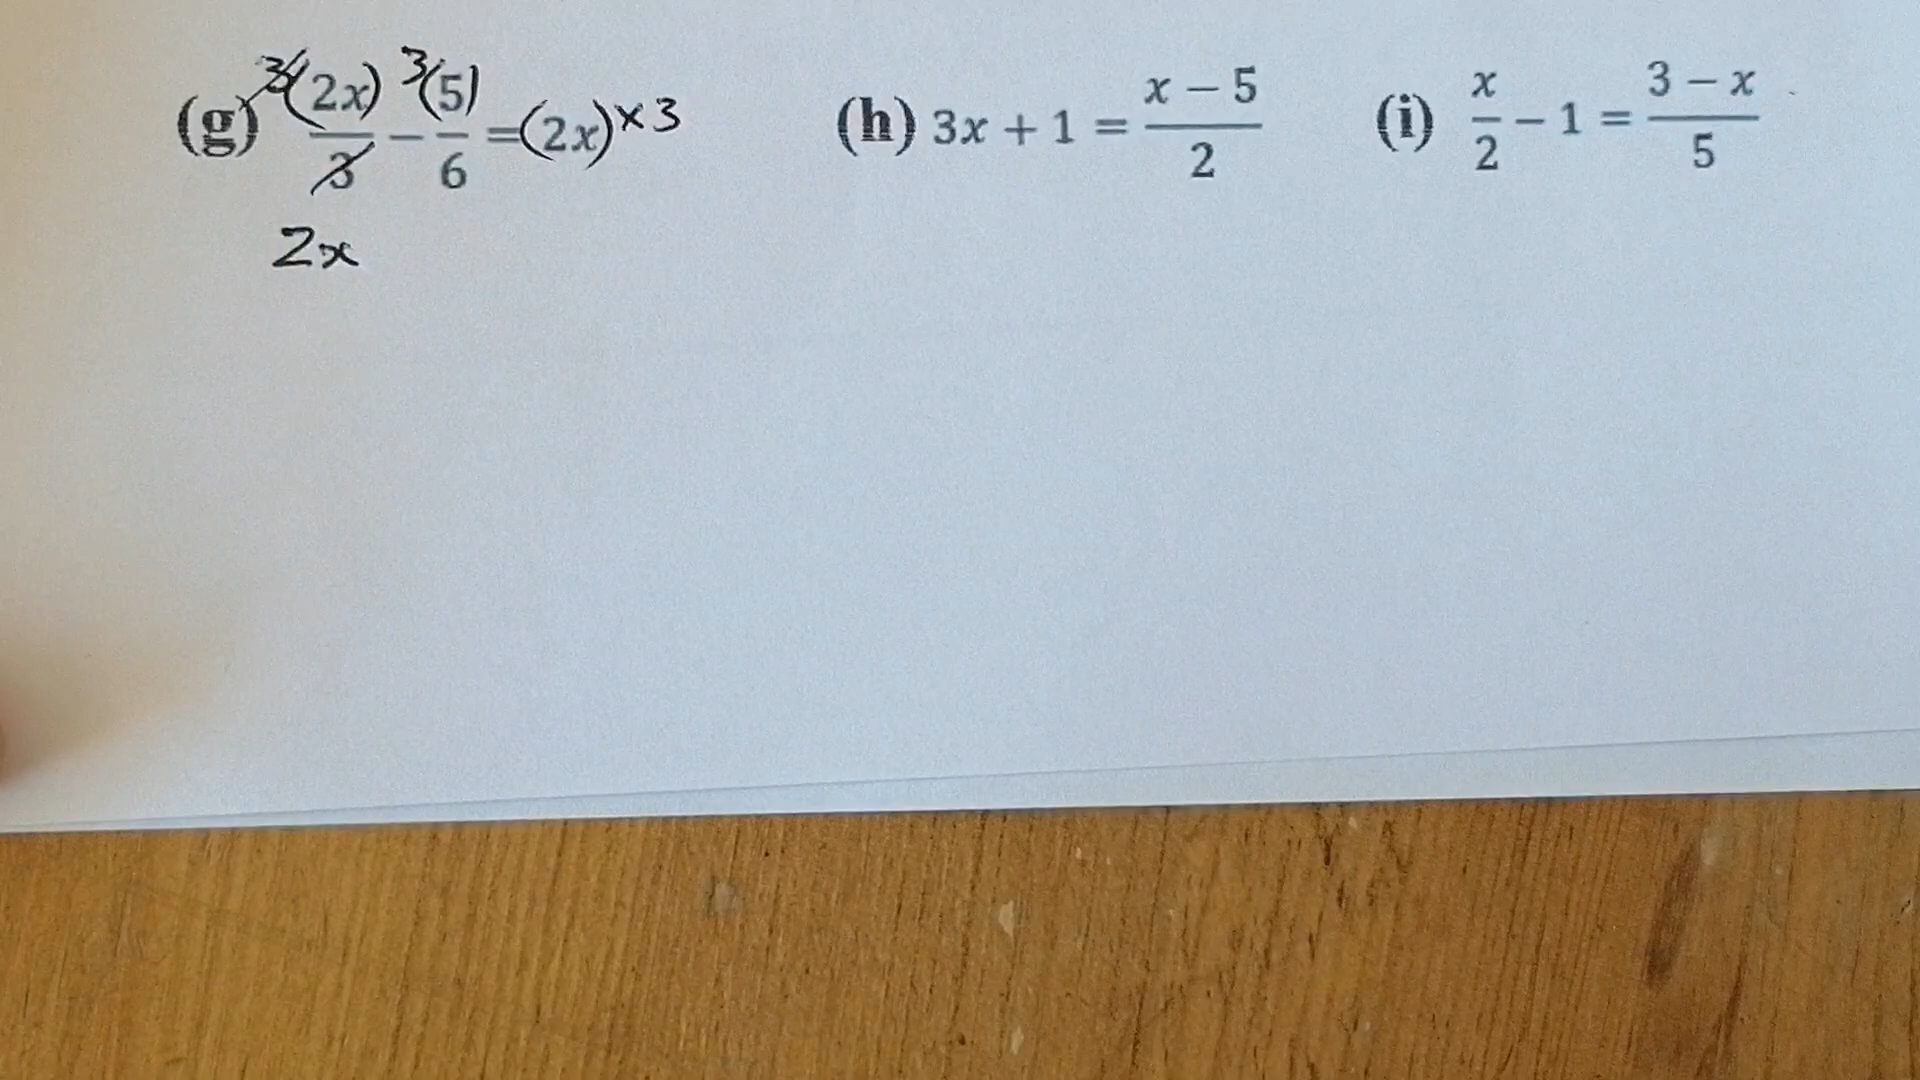 (g) 3(2x)/3 − 3(5)/6 = (2x)×3
(h) 3x + 1 = x − 5/2
(i) x/2 − 1 = 3 − x/5
2x